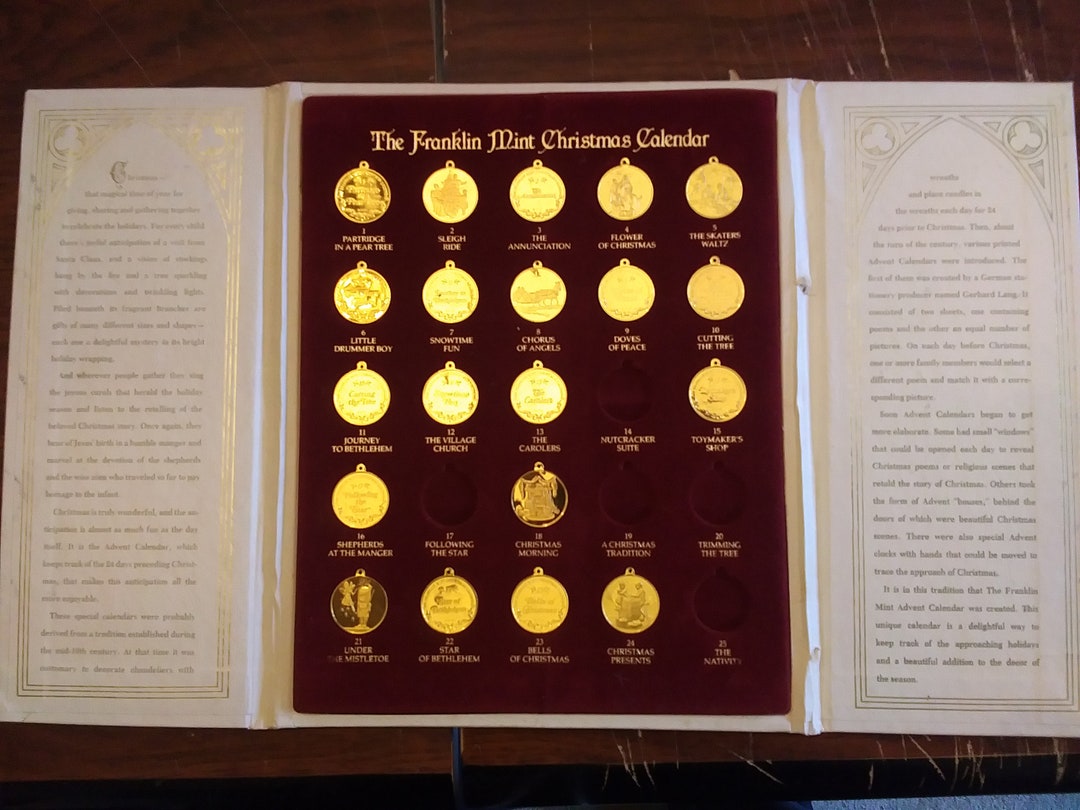 Christmas—
that magical time of year for
giving, sharing and gathering together
to celebrate the holidays. For every child
there's joyful anticipation of a visit from
Santa Claus, and a vision of stockings
hung by the fire and a tree sparkling
with decorations and twinkling lights.
Piled beneath its fragrant branches are
gifts of many different sizes and shapes—
each one a delightful mystery in its bright
holiday wrapping.
And wherever people gather they sing
the joyous carols that herald the holiday
season and listen to the retelling of the
beloved Christmas story. Once again, they
hear of Jesus' birth in a humble manger and
marvel at the devotion of the shepherds
and the wise men who traveled so far to pay
homage to the infant.
Christmas is truly wonderful, and the an-
ticipation is almost as much fun as the day
itself. It is the Advent Calendar, which
keeps track of the 24 days preceding Christ-
mas, that makes this anticipation all the
more enjoyable.
These special calendars were probably
derived from a tradition established during
the mid-19th century. At that time it was
customary to decorate chandeliers with
The Franklin Mint Christmas Calendar
The
Annunciation
1
PARTRIDGE
IN A PEAR TREE
2
SLEIGH
RIDE
3
THE
ANNUNCIATION
4
FLOWER
OF CHRISTMAS
5
THE SKATERS
WALTZ
6
LITTLE
DRUMMER BOY
7
SNOWTIME
FUN
8
CHORUS
OF ANGELS
9
DOVES
OF PEACE
10
CUTTING
THE TREE
Cutting
the Tree
The
Carolers
11
JOURNEY
TO BETHLEHEM
12
THE VILLAGE
CHURCH
13
THE
CAROLERS
14
NUTCRACKER
SUITE
15
TOYMAKER'S
SHOP
Following
the
Star
16
SHEPHERDS
AT THE MANGER
17
FOLLOWING
THE STAR
18
CHRISTMAS
MORNING
19
A CHRISTMAS
TRADITION
20
TRIMMING
THE TREE
Star of
Bethlehem
Bells of
Christmas
21
UNDER
THE MISTLETOE
22
STAR
OF BETHLEHEM
23
BELLS
OF CHRISTMAS
24
CHRISTMAS
PRESENTS
25
THE
NATIVITY
wreaths
and place candles in
the wreaths each day for 24
days prior to Christmas. Then, about
the turn of the century, various printed
Advent Calendars were introduced. The
first of these was created by a German sta-
tionery producer named Gerhard Lang. It
consisted of two sheets, one containing
poems and the other an equal number of
pictures. On each day before Christmas,
one or more family members would select a
different poem and match it with a corre-
sponding picture.
Soon Advent Calendars began to get
more elaborate. Some had small "windows"
that could be opened each day to reveal
Christmas poems or religious scenes that
retold the story of Christmas. Others took
the form of Advent "houses," behind the
doors of which were beautiful Christmas
scenes. There were also special Advent
clocks with hands that could be moved to
trace the approach of Christmas.
It is in this tradition that The Franklin
Mint Advent Calendar was created. This
unique calendar is a delightful way to
keep track of the approaching holidays
and a beautiful addition to the decor of
the season.